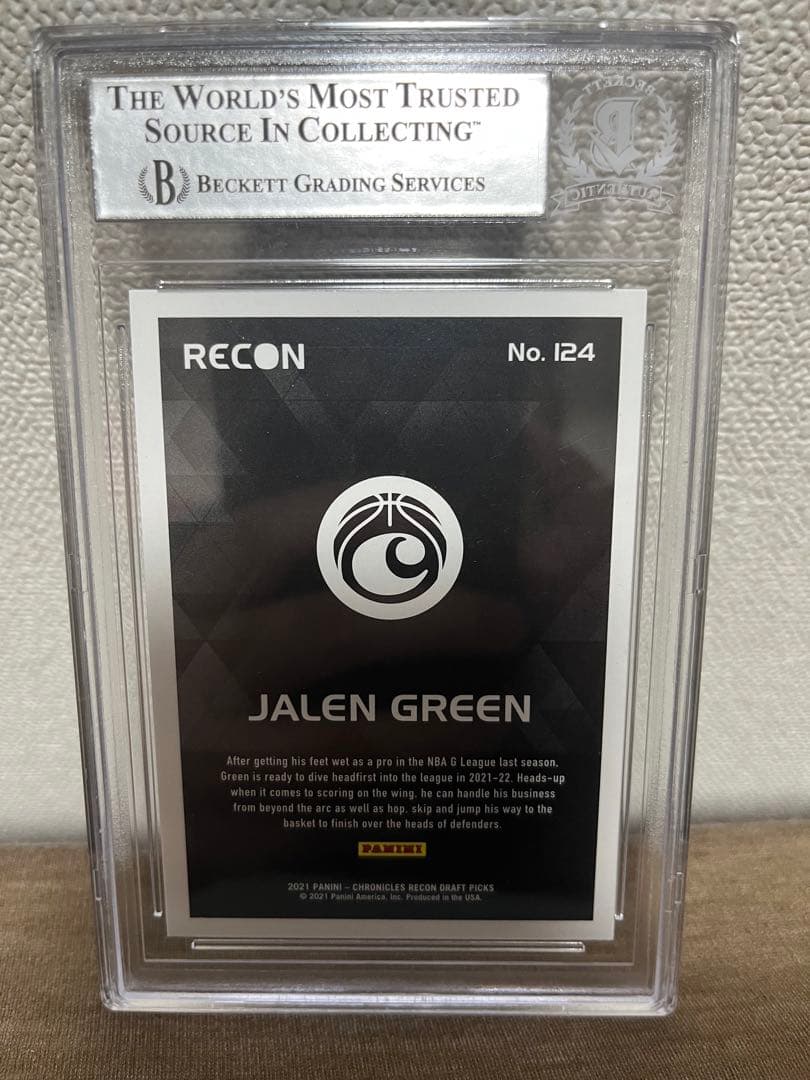 THE WORLD'S MOST TRUSTED
SOURCE IN COLLECTING™
B BECKETT GRADING SERVICES
BECKETT
B
AUTHENTIC
RECON
No. 124
JALEN GREEN
After getting his feet wet as a pro in the NBA G League last season,
Green is ready to dive headfirst into the league in 2021-22. Heads-up
when it comes to scoring on the wing, he can handle his business
from beyond the arc as well as hop, skip and jump his way to the
basket to finish over the heads of defenders.
PANINI
2021 PANINI – CHRONICLES RECON DRAFT PICKS
© 2021 Panini America, Inc. Produced in the USA.